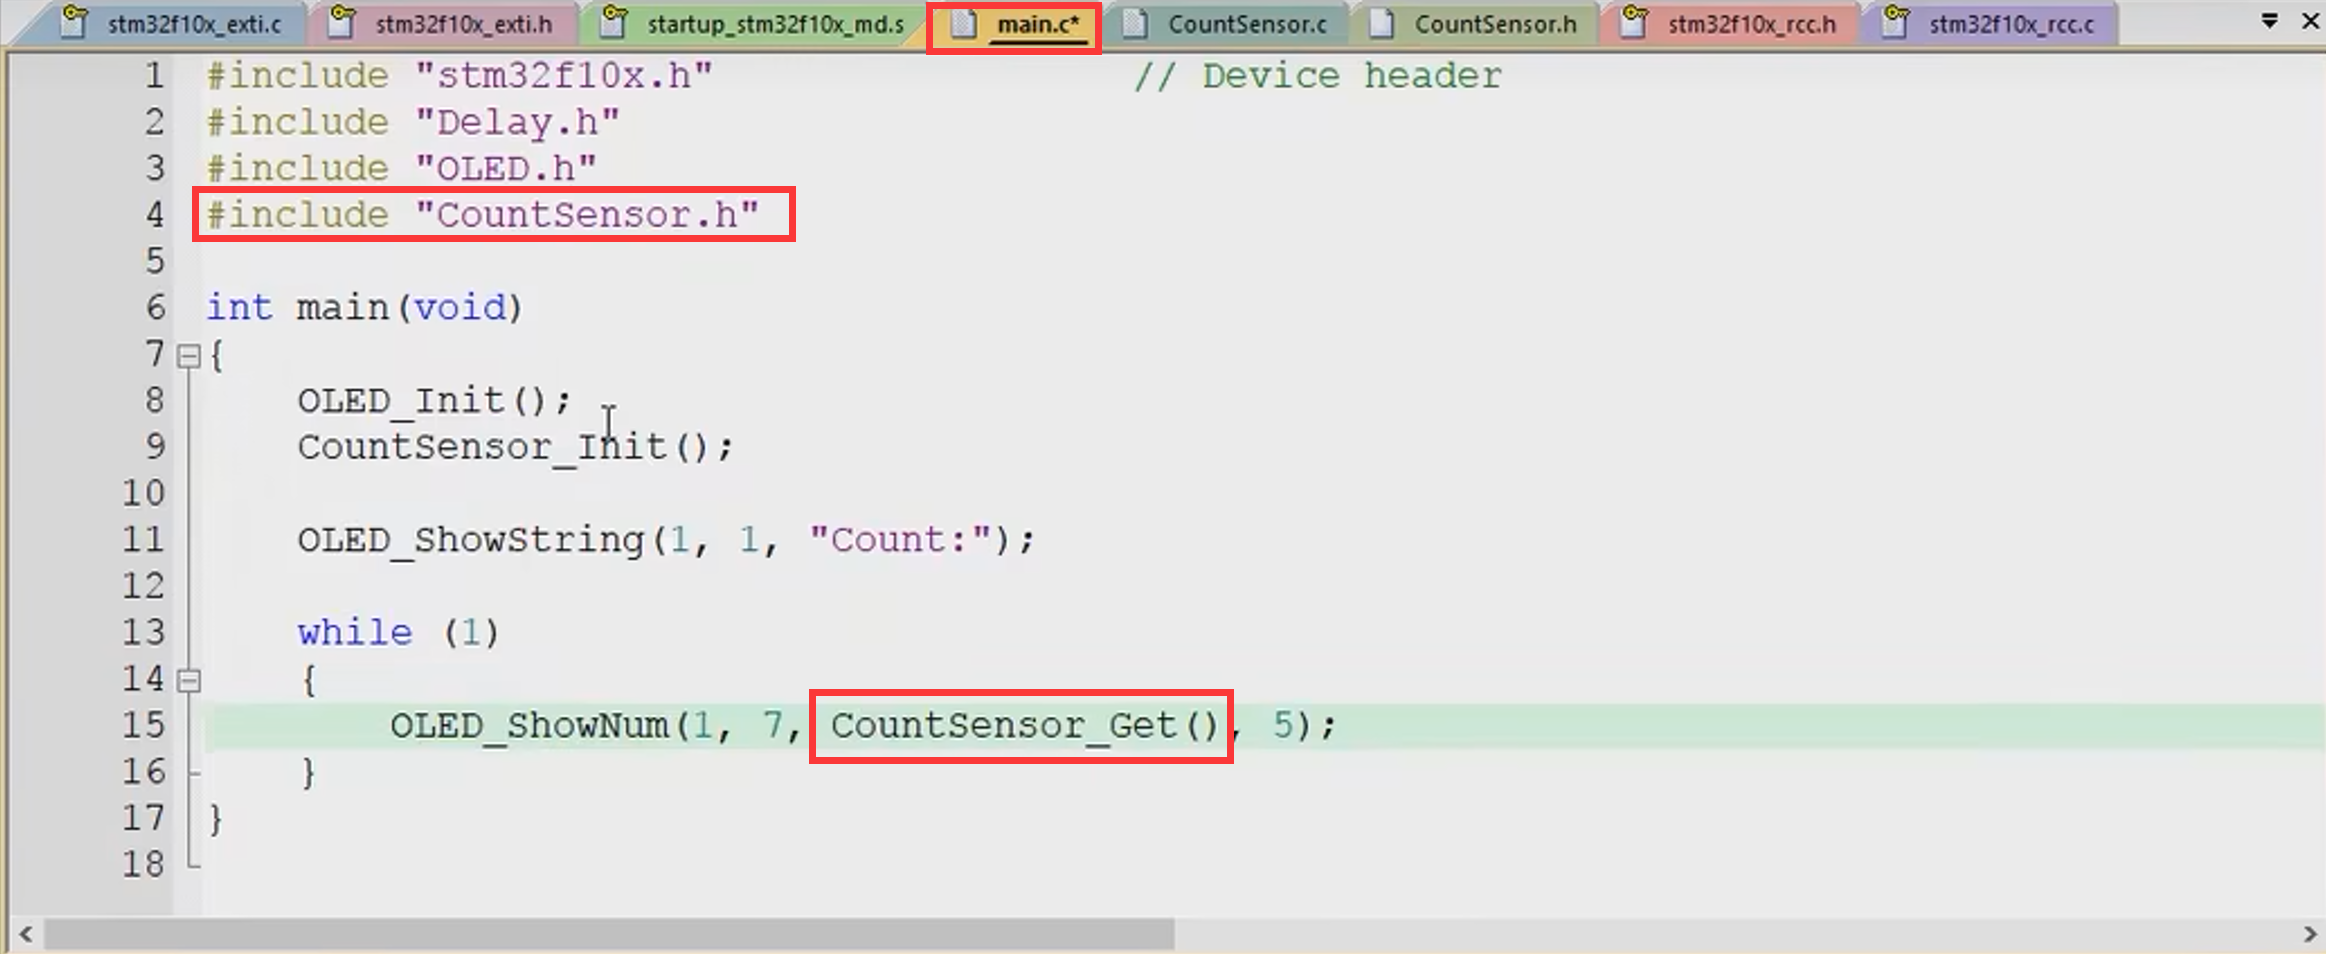 stm32f10x_exti.c stm32f10x_exti.h startup_stm32f10x_md.s main.c* CountSensor.c CountSensor.h stm32f10x_rcc.h stm32f10x_rcc.c
1 #include "stm32f10x.h" // Device header
2 #include "Delay.h"
3 #include "OLED.h"
4 #include "CountSensor.h"
5
6 int main(void)
7 {
8 OLED_Init();
9 CountSensor_Init();
10
11 OLED_ShowString(1, 1, "Count:");
12
13 while (1)
14 {
15 OLED_ShowNum(1, 7, CountSensor_Get(), 5);
16 }
17 }
18